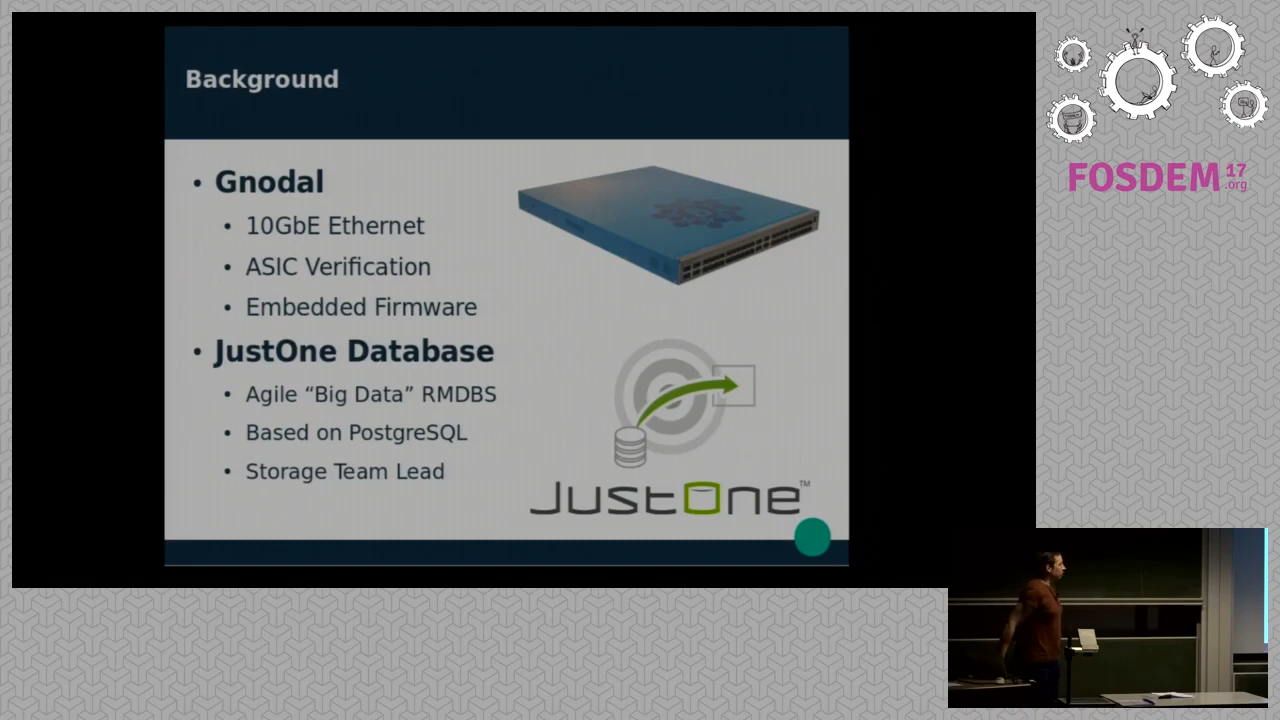 Background
• Gnodal
• 10GbE Ethernet
• ASIC Verification
• Embedded Firmware
• JustOne Database
• Agile “Big Data” RMDBS
• Based on PostgreSQL
• Storage Team Lead
JustOne™
FOSDEM 17 .org